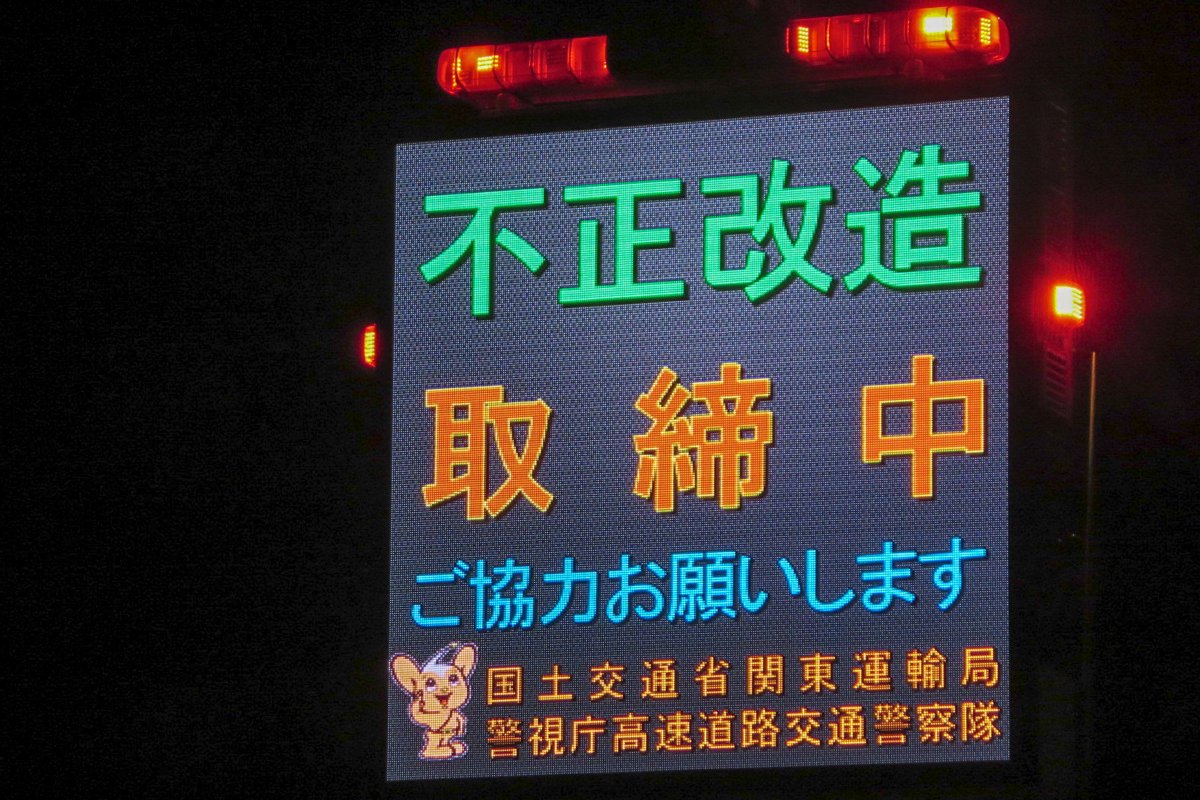 不正改造
取締中
ご協力お願いします
国土交通省関東運輸局
警視庁高速道路交通警察隊